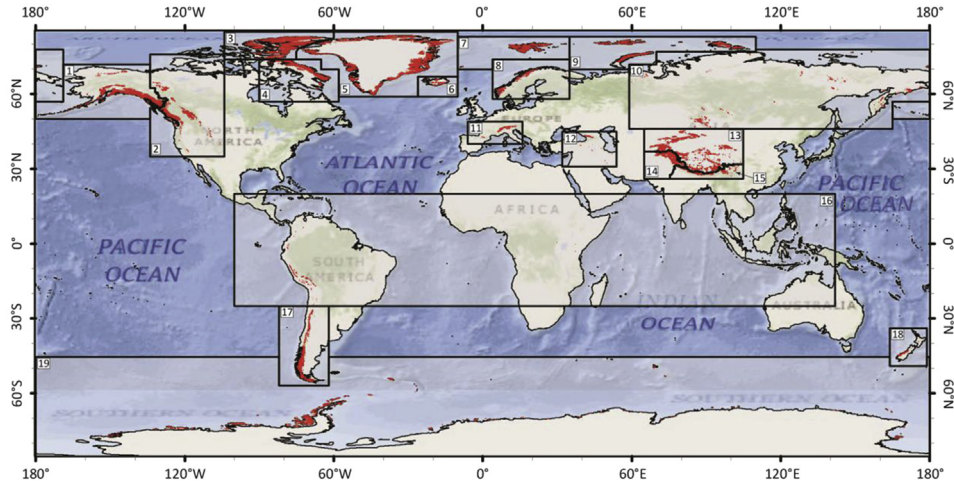 180° 120°W 60°W 0° 60°E 120°E 180°
3
7
1 8 9
10
60°N 4 5 6 60°N
NORTH AMERICA
EUROPE
11 12 13
2
ATLANTIC
OCEAN
30°N 14 15 30°S
PACIFIC
OCEAN
16
AFRICA
0° 0°
PACIFIC
OCEAN
SOUTH
AMERICA
INDIAN
OCEAN
AUSTRALIA
30°S 17 18 30°N
19
60°S 60°N
SOUTHERN OCEAN SOUTHERN OCEAN
180° 120°W 60°W 0° 60°E 120°E 180°